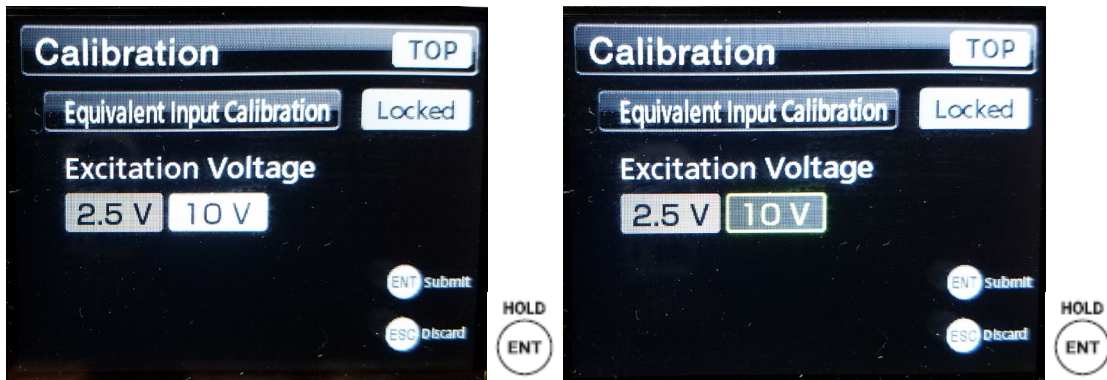 Calibration TOP
Equivalent Input Calibration Locked
Excitation Voltage
2.5 V 10 V
ENT Submit
ESC Discard
HOLD
ENT
Calibration TOP
Equivalent Input Calibration Locked
Excitation Voltage
2.5 V 10 V
ENT Submit
ESC Discard
HOLD
ENT